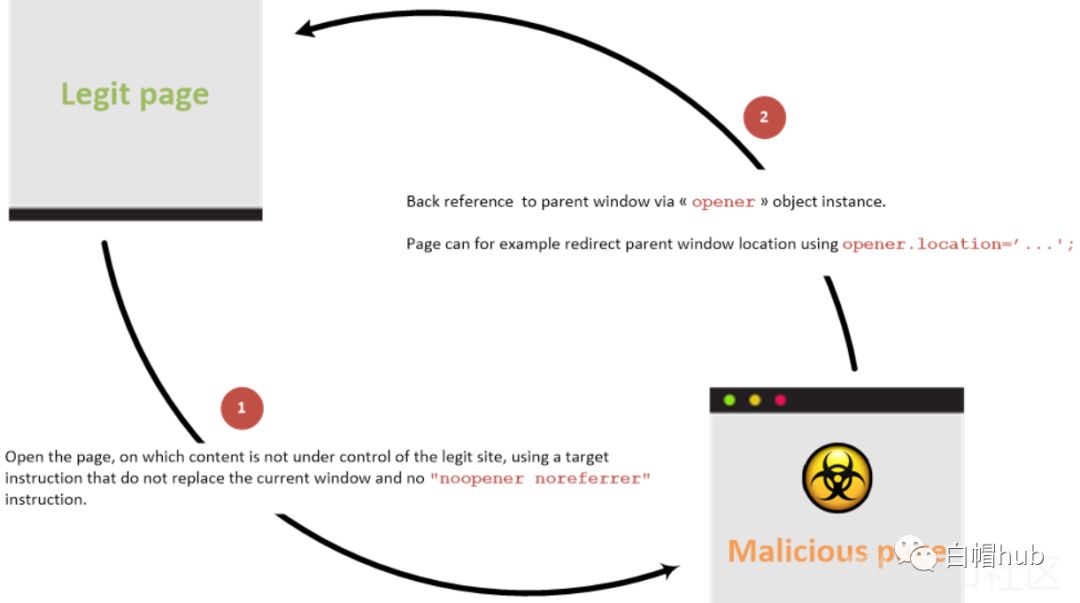 Legit page
2
Back reference to parent window via « opener » object instance.
Page can for example redirect parent window location using opener.location=’...';
1
Open the page, on which content is not under control of the legit site, using a target
instruction that do not replace the current window and no "noopener noreferrer"
instruction.
Malicious
白帽hub
社区